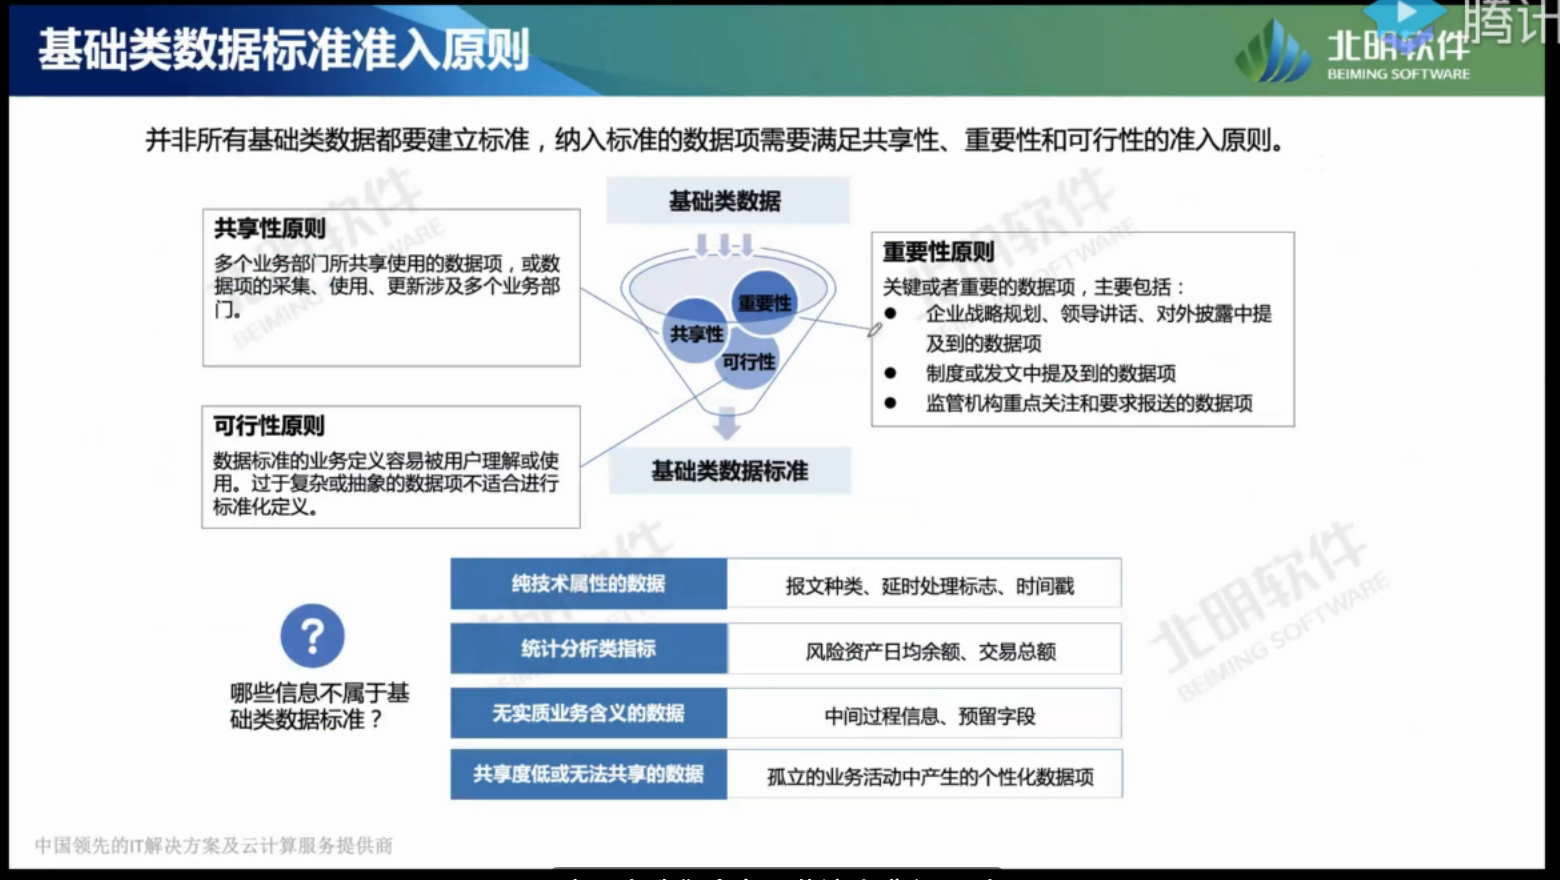 基础类数据标准准入原则
北明软件
BEIMING SOFTWARE
腾讯
并非所有基础类数据都要建立标准，纳入标准的数据项需要满足共享性、重要性和可行性的准入原则。
基础类数据
共享性原则
多个业务部门所共享使用的数据项，或数
据项的采集、使用、更新涉及多个业务部
门。
重要性
共享性
可行性
重要性原则
关键或者重要的数据项，主要包括：
● 企业战略规划、领导讲话、对外披露中提
及到的数据项
● 制度或发文中提及到的数据项
● 监管机构重点关注和要求报送的数据项
可行性原则
数据标准的业务定义容易被用户理解或使
用。过于复杂或抽象的数据项不适合进行
标准化定义。
基础类数据标准
?
哪些信息不属于基
础类数据标准？
纯技术属性的数据 报文种类、延时处理标志、时间戳
统计分析类指标 风险资产日均余额、交易总额
无实质业务含义的数据 中间过程信息、预留字段
共享度低或无法共享的数据 孤立的业务活动中产生的个性化数据项
北明软件
BEIMING SOFTWARE
中国领先的IT解决方案及云计算服务提供商